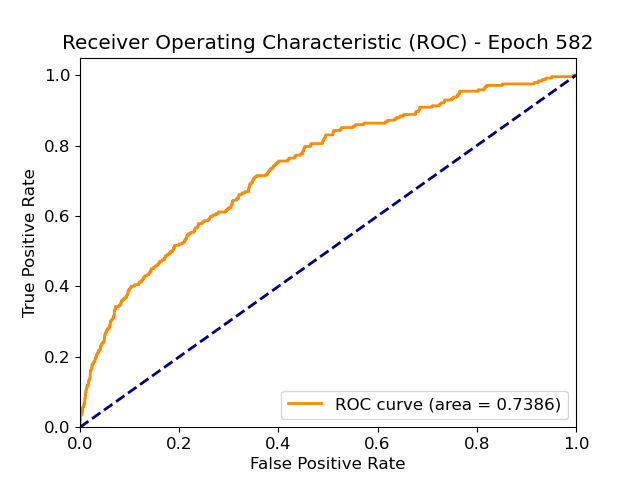 Receiver Operating Characteristic (ROC) - Epoch 582
True Positive Rate
1.0
0.8
0.6
0.4
0.2
0.0
ROC curve (area = 0.7386)
0.0 0.2 0.4 0.6 0.8 1.0
False Positive Rate